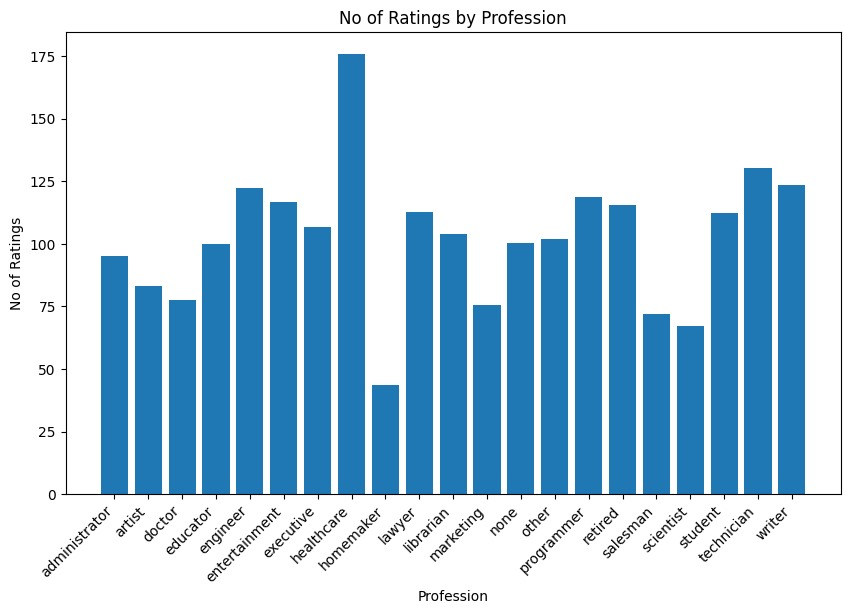 No of Ratings by Profession
No of Ratings
175
150
125
100
75
50
25
0
administrator
artist
doctor
educator
engineer
entertainment
executive
healthcare
homemaker
lawyer
librarian
marketing
none
other
programmer
retired
salesman
scientist
student
technician
writer
Profession